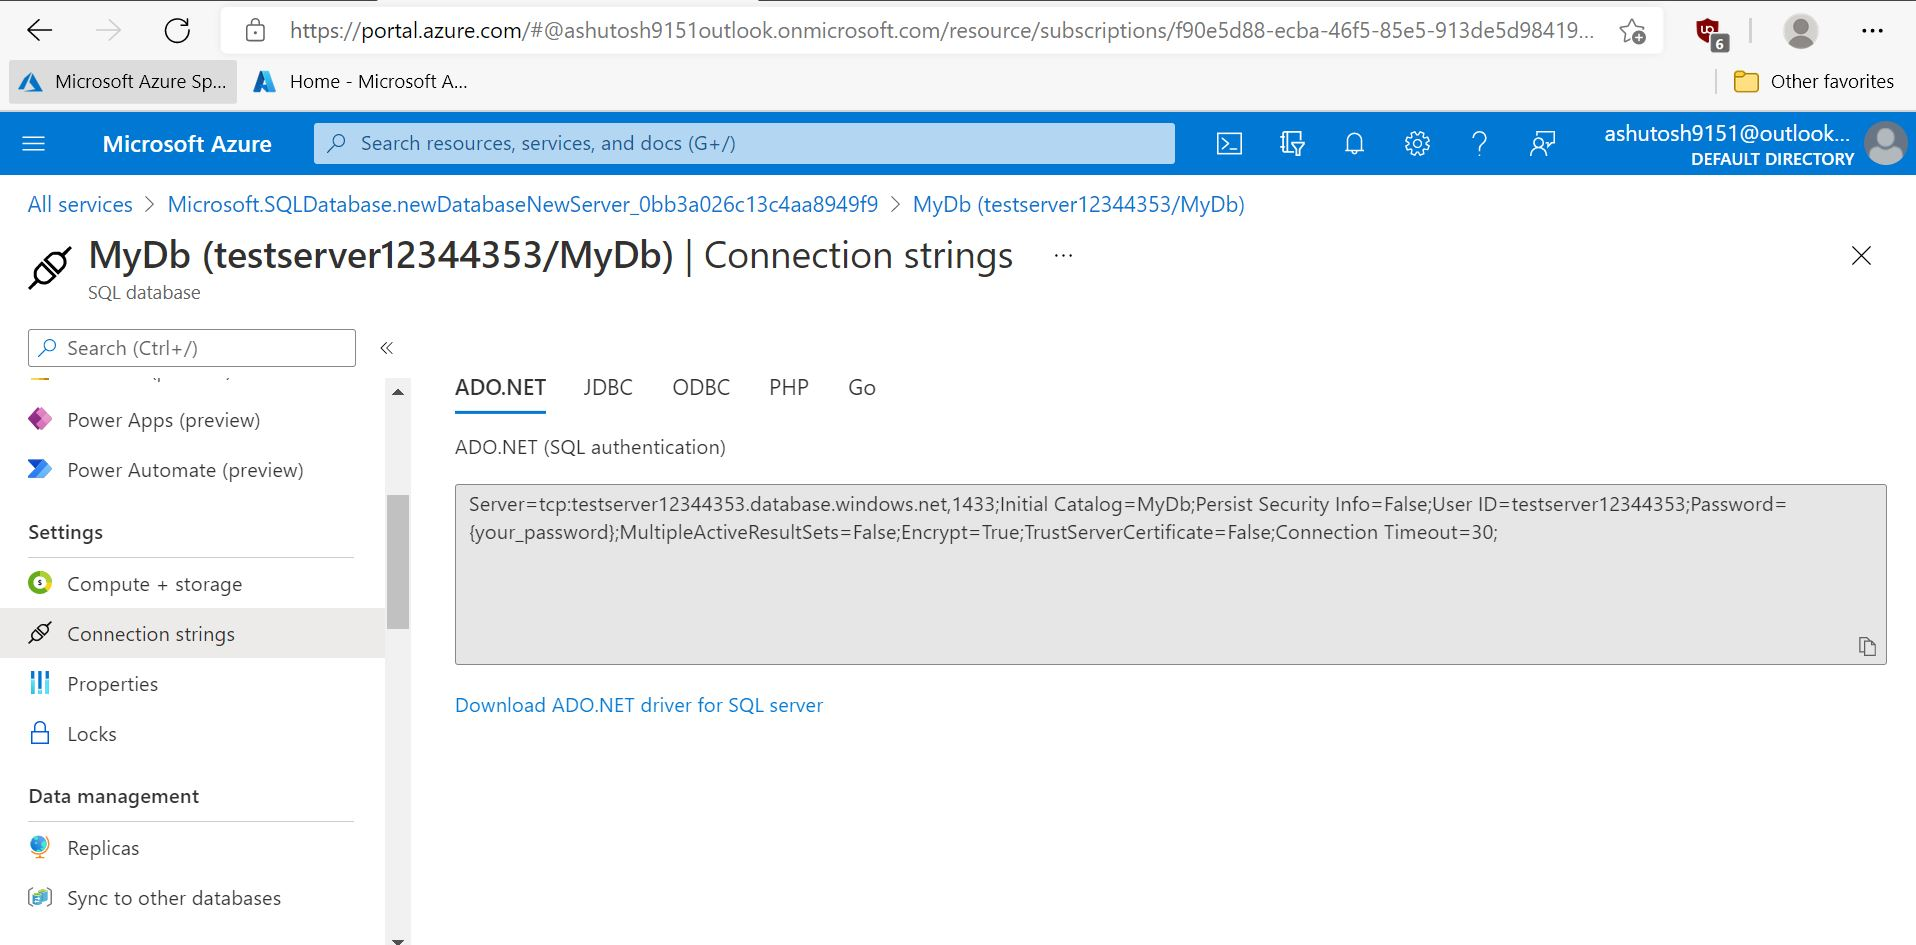 https://portal.azure.com/#@ashutosh9151outlook.onmicrosoft.com/resource/subscriptions/f90e5d88-ecba-46f5-85e5-913de5d98419...
6
Microsoft Azure Sp...
Home - Microsoft A...
Other favorites
Microsoft Azure
Search resources, services, and docs (G+/)
ashutosh9151@outlook...
DEFAULT DIRECTORY
All services > Microsoft.SQLDatabase.newDatabaseNewServer_0bb3a026c13c4aa8949f9 > MyDb (testserver12344353/MyDb)
MyDb (testserver12344353/MyDb) | Connection strings ...
SQL database
Search (Ctrl+/)
Power Apps (preview)
Power Automate (preview)
Settings
Compute + storage
Connection strings
Properties
Locks
Data management
Replicas
Sync to other databases
ADO.NET JDBC ODBC PHP Go
ADO.NET (SQL authentication)
Server=tcp:testserver12344353.database.windows.net,1433;Initial Catalog=MyDb;Persist Security Info=False;User ID=testserver12344353;Password=
{your_password};MultipleActiveResultSets=False;Encrypt=True;TrustServerCertificate=False;Connection Timeout=30;
Download ADO.NET driver for SQL server